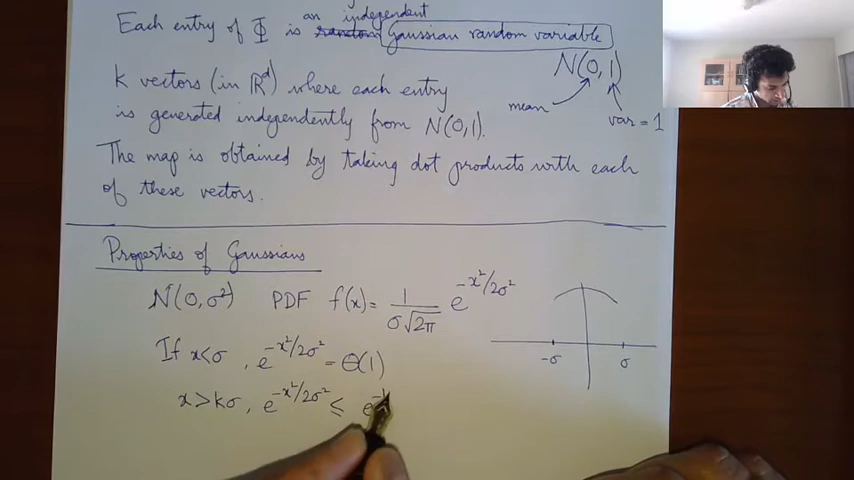 an independent
Each entry of Φ is random Gaussian random variable
N(0,1)
k vectors (in ℝ^d) where each entry
mean
var = 1
is generated independently from N(0,1).
The map is obtained by taking dot products with each
of these vectors.
Properties of Gaussians
N(0,σ²) PDF f(x) = 1/(σ√2π) e^{-x²/2σ²}
If x<σ, e^{-x²/2σ²} = Θ(1)
-σ σ
x>kσ, e^{-x²/2σ²} ≤ e^-